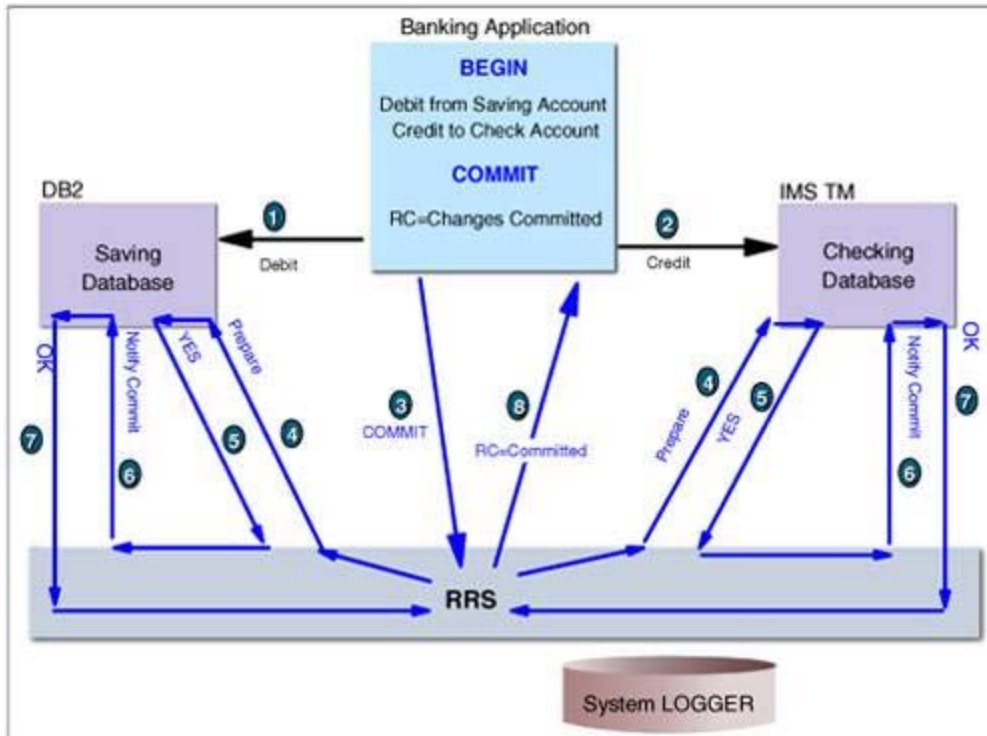 Banking Application
BEGIN
Debit from Saving Account
Credit to Check Account
COMMIT
RC=Changes Committed
DB2
Saving
Database
1
Debit
2
Credit
IMS TM
Checking
Database
OK
Notify Commit
YES
Prepare
7
6
5
4
3
COMMIT
8
RC=Committed
Prepare
4
YES
5
Notify Commit
6
OK
7
RRS
System LOGGER